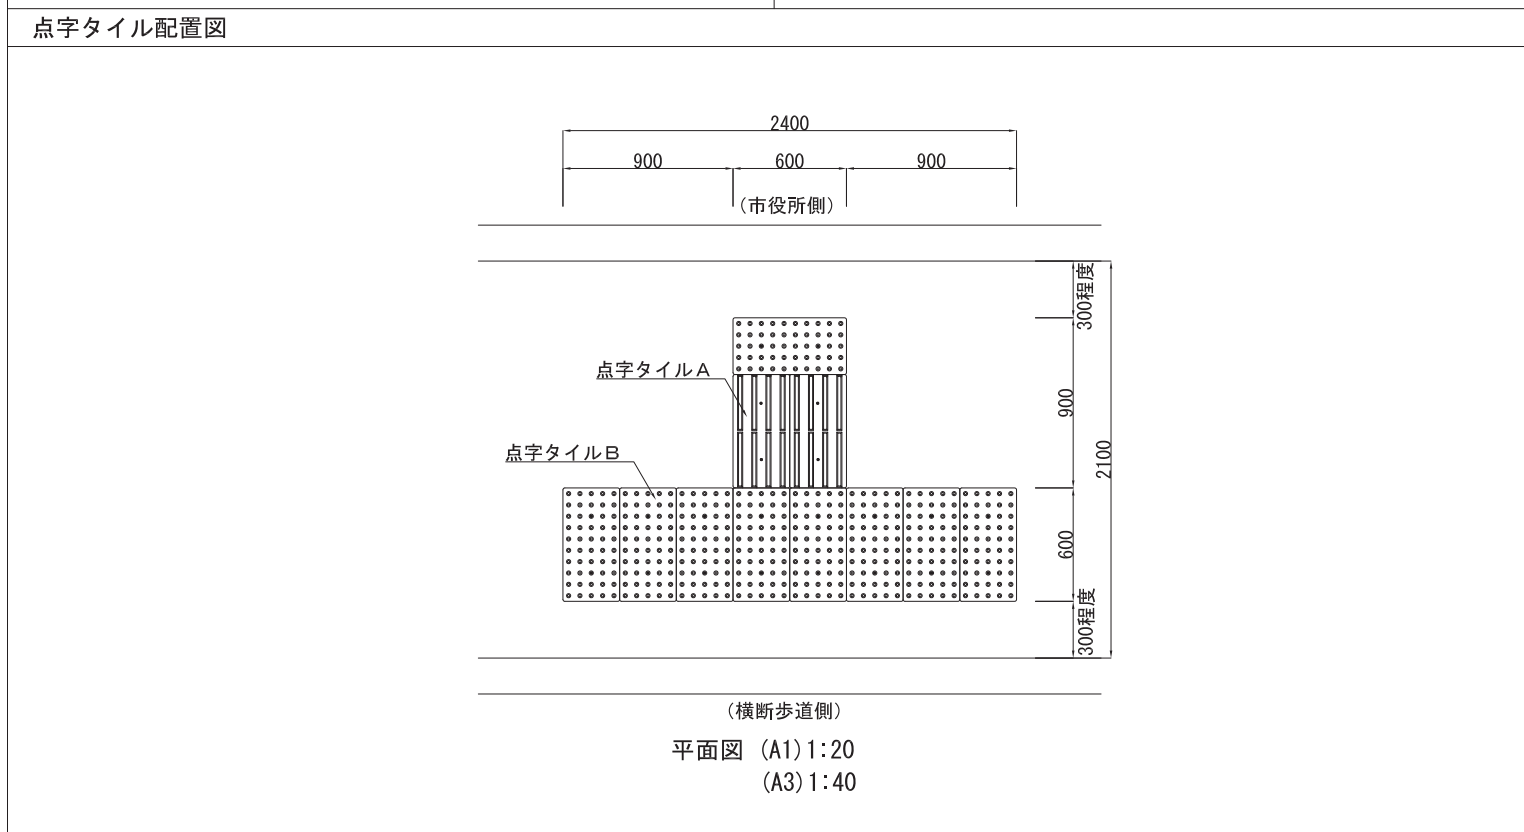 点字タイル配置図
2400
900
600
900
(市役所側)
300程度
点字タイルA
900
点字タイルB
2100
600
300程度
(横断歩道側)
平面図 (A1)1:20
(A3)1:40